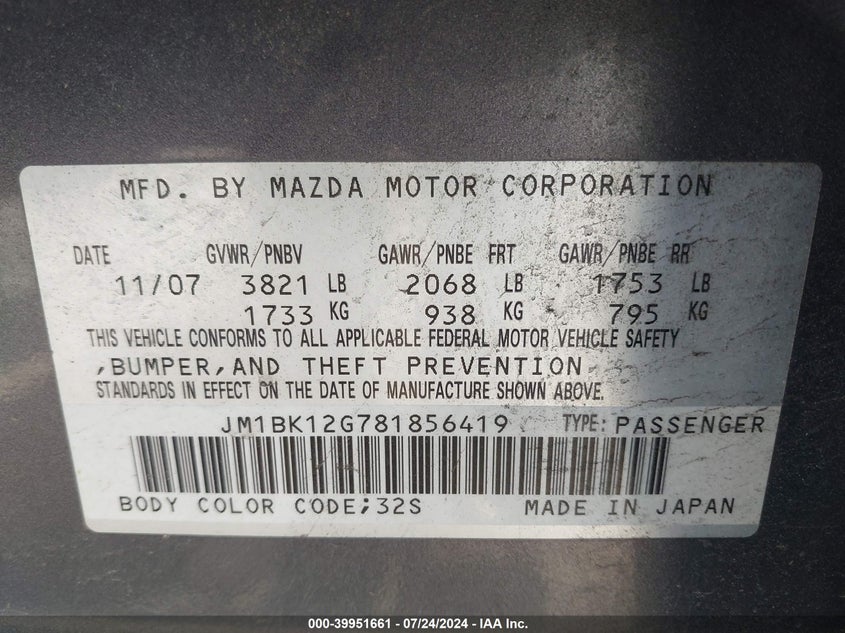 MFD. BY MAZDA MOTOR CORPORATION
DATE GVWR/PNBV GAWR/PNBE FRT GAWR/PNBE RR
11/07 3821 LB 2068 LB 1753 LB
1733 KG 938 KG 795 KG
THIS VEHICLE CONFORMS TO ALL APPLICABLE FEDERAL MOTOR VEHICLE SAFETY
,BUMPER,AND THEFT PREVENTION
STANDARDS IN EFFECT ON THE DATE OF MANUFACTURE SHOWN ABOVE.
JM1BK12G781856419 TYPE: PASSENGER
BODY COLOR CODE;32S MADE IN JAPAN
000-39951661 - 07/24/2024 - IAA Inc.